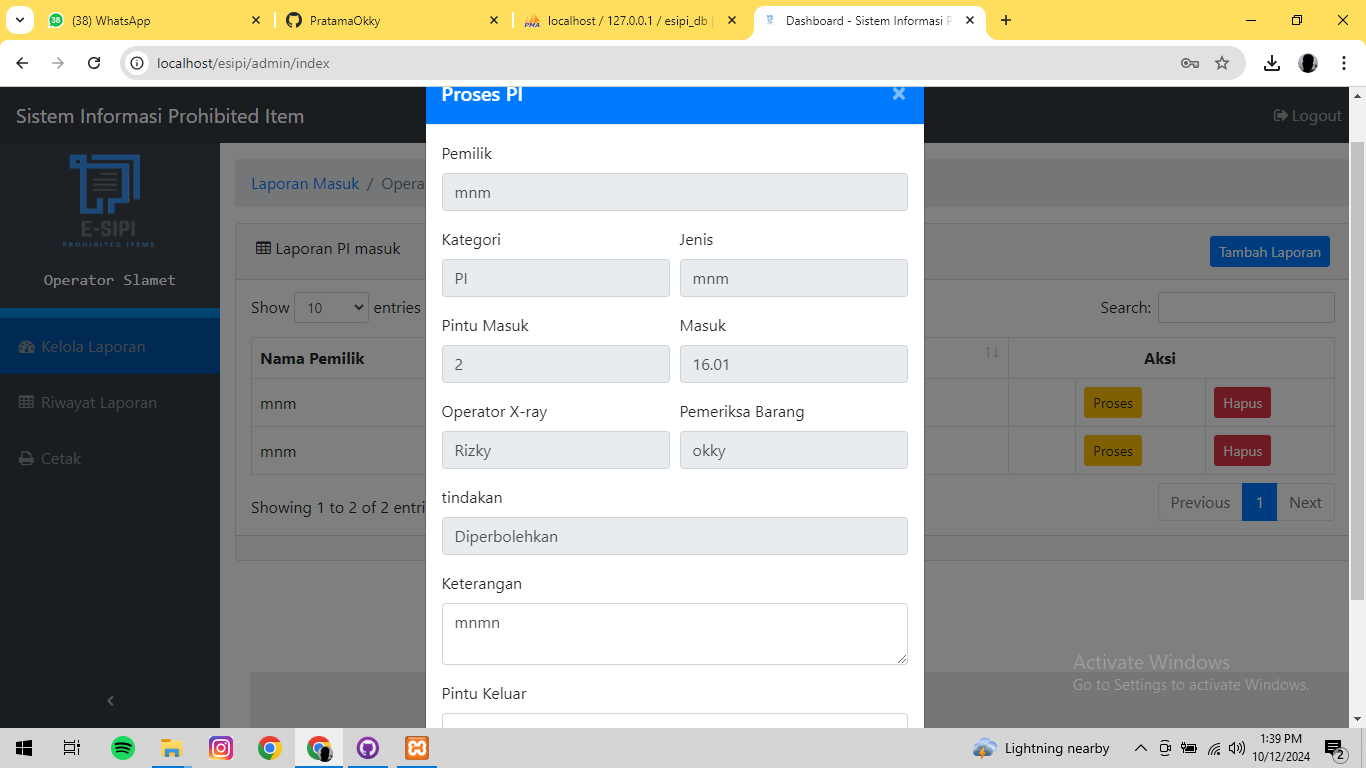 (38) WhatsApp
PratamaOkky
localhost / 127.0.0.1 / esipi_db |
Dashboard - Sistem Informasi P
localhost/esipi/admin/index
Sistem Informasi Prohibited Item
Proses PI
×
Logout
E-SIPI
PROHIBITED ITEMS
Operator Slamet
Kelola Laporan
Riwayat Laporan
Cetak
Laporan Masuk / Opera
Laporan PI masuk
Tambah Laporan
Show 10 entries
Search:
Nama Pemilik
Aksi
mnm
Proses
Hapus
mnm
Proses
Hapus
Showing 1 to 2 of 2 entri
Previous 1 Next
Pemilik
mnm
Kategori
Jenis
PI
mnm
Pintu Masuk
Masuk
2
16.01
Operator X-ray
Pemeriksa Barang
Rizky
okky
tindakan
Diperbolehkan
Keterangan
mnmn
Pintu Keluar
Activate Windows
Go to Settings to activate Windows.
Lightning nearby
1:39 PM
10/12/2024
2